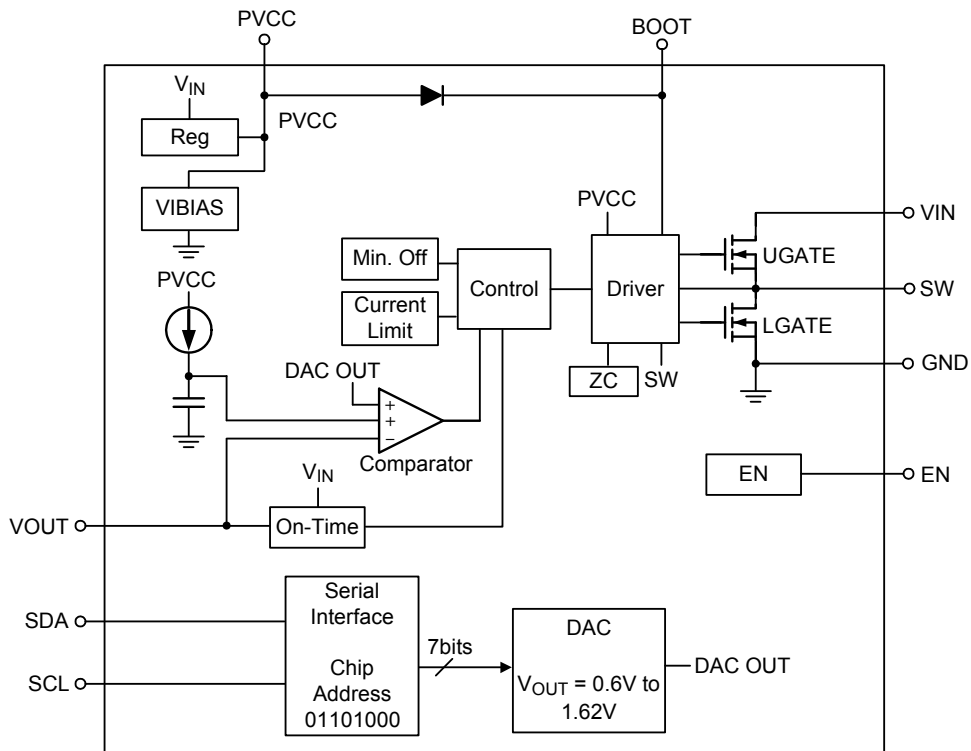 PVCC
BOOT
VIN
PVCC
Reg
VIBIAS
PVCC
PVCC
VIN
UGATE
Min. Off
Control
Driver
SW
Current
Limit
LGATE
DAC OUT
ZC
SW
GND
+
+
−
Comparator
VIN
EN
EN
VOUT
On-Time
Serial
Interface
SDA
DAC
7bits
Chip
Address
01101000
DAC OUT
SCL
VOUT = 0.6V to
1.62V